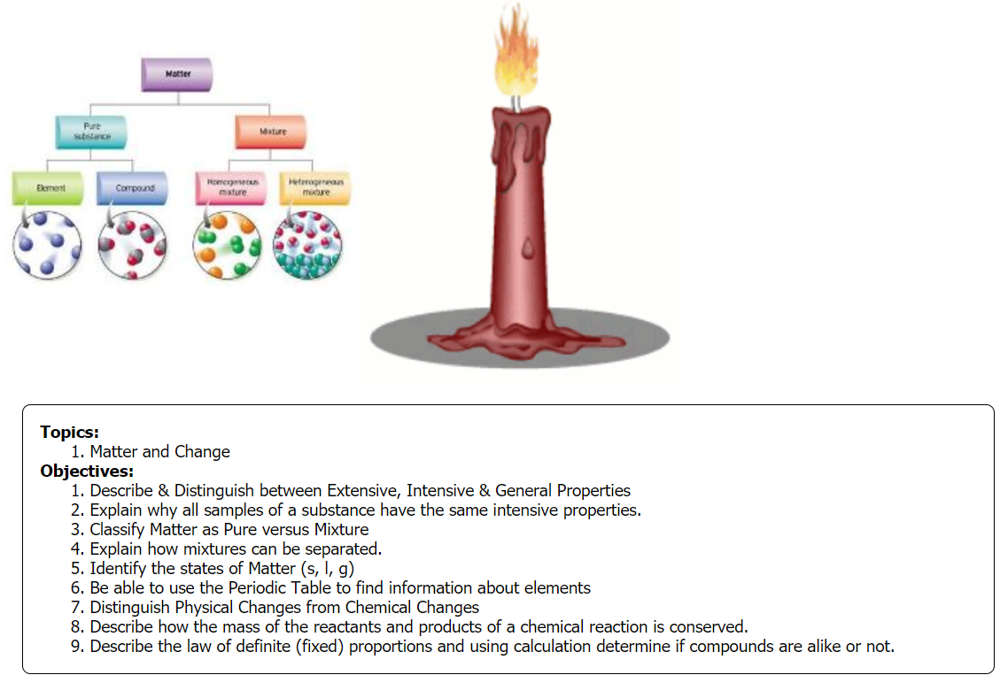 Matter
Pure
substance
Mixture
Element
Compound
Homogeneous
mixture
Heterogeneous
mixture
Topics:
1. Matter and Change
Objectives:
1. Describe & Distinguish between Extensive, Intensive & General Properties
2. Explain why all samples of a substance have the same intensive properties.
3. Classify Matter as Pure versus Mixture
4. Explain how mixtures can be separated.
5. Identify the states of Matter (s, l, g)
6. Be able to use the Periodic Table to find information about elements
7. Distinguish Physical Changes from Chemical Changes
8. Describe how the mass of the reactants and products of a chemical reaction is conserved.
9. Describe the law of definite (fixed) proportions and using calculation determine if compounds are alike or not.